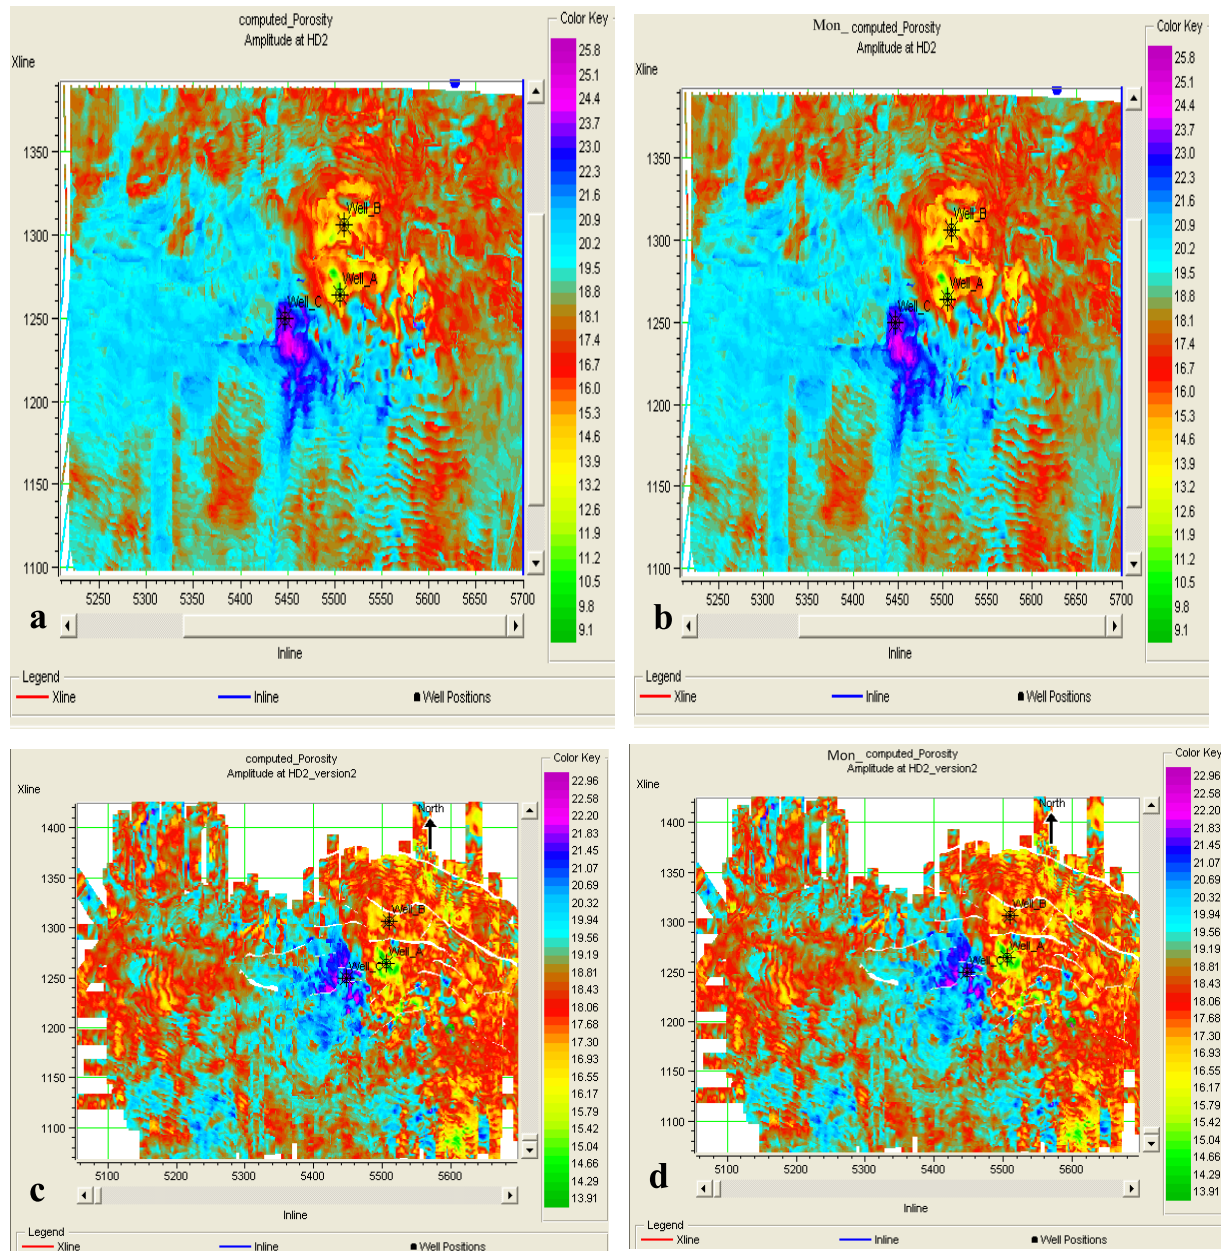 computed_Porosity
Amplitude at HD2
Color Key
Xline
25.8
25.1
24.4
23.7
23.0
22.3
21.6
20.9
20.2
19.5
18.8
18.1
17.4
16.7
16.0
15.3
14.6
13.9
13.2
12.6
11.9
11.2
10.5
9.8
9.1
1350
1300
1250
1200
1150
1100
Well_B
Well_A
Well_C
5250 5300 5350 5400 5450 5500 5550 5600 5650 5700
a
Inline
Legend
Xline Inline Well Positions
Mon_ computed_Porosity
Amplitude at HD2
Color Key
Xline
25.8
25.1
24.4
23.7
23.0
22.3
21.6
20.9
20.2
19.5
18.8
18.1
17.4
16.7
16.0
15.3
14.6
13.9
13.2
12.6
11.9
11.2
10.5
9.8
9.1
1350
1300
1250
1200
1150
1100
Well_B
Well_A
Well_C
5250 5300 5350 5400 5450 5500 5550 5600 5650 5700
b
Inline
Legend
Xline Inline Well Positions
computed_Porosity
Amplitude at HD2_version2
Color Key
Xline
22.96
22.58
22.20
21.83
21.45
21.07
20.69
20.32
19.94
19.56
19.19
18.81
18.43
18.06
17.68
17.30
16.93
16.55
16.17
15.79
15.42
15.04
14.66
14.29
13.91
1400
1350
1300
1250
1200
1150
1100
North
Well_B
Well_A
Well_C
5100 5200 5300 5400 5500 5600
c
Inline
Legend
Xline Inline Well Positions
Mon_ computed_Porosity
Amplitude at HD2_version2
Color Key
Xline
22.96
22.58
22.20
21.83
21.45
21.07
20.69
20.32
19.94
19.56
19.19
18.81
18.43
18.06
17.68
17.30
16.93
16.55
16.17
15.79
15.42
15.04
14.66
14.29
13.91
1400
1350
1300
1250
1200
1150
1100
North
Well_B
Well_A
Well_C
5100 5200 5300 5400 5500 5600
d
Inline
Legend
Xline Inline Well Positions